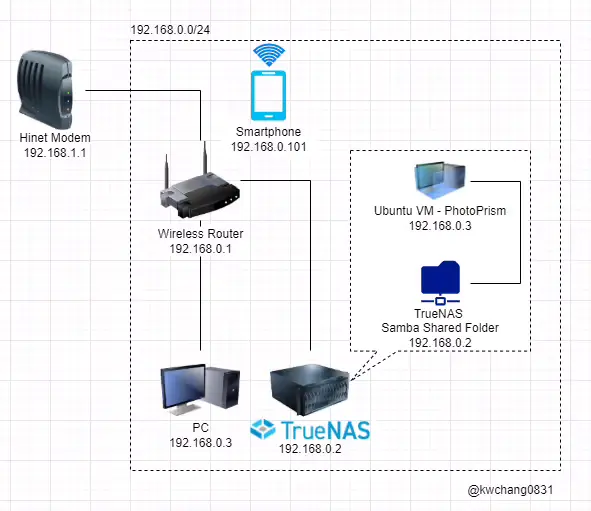 192.168.0.0/24
Hinet Modem
192.168.1.1
Smartphone
192.168.0.101
Wireless Router
192.168.0.1
Ubuntu VM - PhotoPrism
192.168.0.3
TrueNAS
Samba Shared Folder
192.168.0.2
PC
192.168.0.3
TrueNAS
192.168.0.2
@kwchang0831